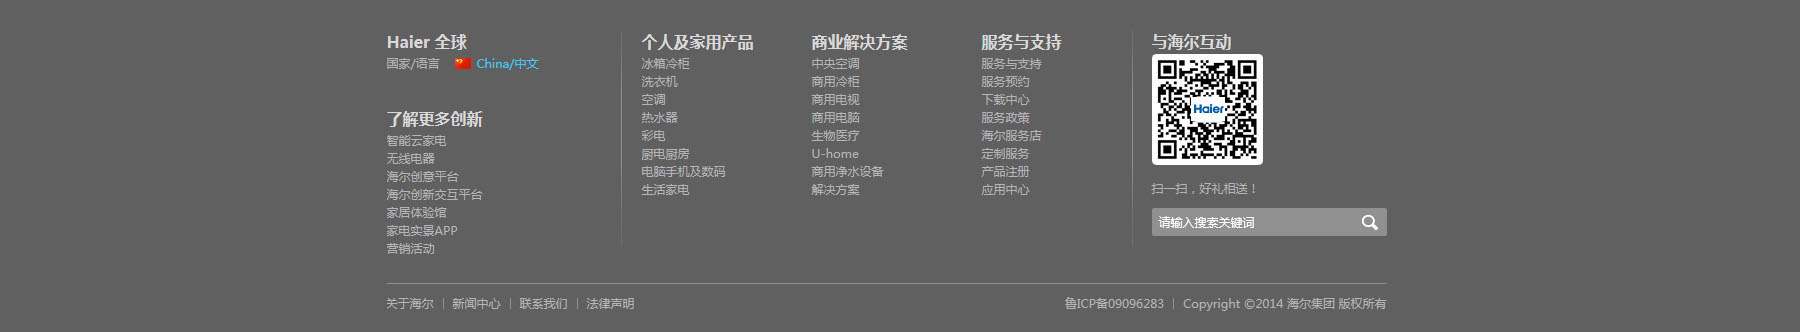 Haier 全球
国家/语言 China/中文
了解更多创新
智能云家电
无线电器
海尔创意平台
海尔创新交互平台
家居体验馆
家电实景APP
营销活动
个人及家用产品
冰箱冷柜
洗衣机
空调
热水器
彩电
厨电厨房
电脑手机及数码
生活家电
商业解决方案
中央空调
商用冷柜
商用电视
商用电脑
生物医疗
U-home
商用净水设备
解决方案
服务与支持
服务与支持
服务预约
下载中心
服务政策
海尔服务店
定制服务
产品注册
应用中心
与海尔互动
Haier
扫一扫，好礼相送！
请输入搜索关键词
关于海尔 | 新闻中心 | 联系我们 | 法律声明
鲁ICP备09096283 | Copyright ©2014 海尔集团 版权所有